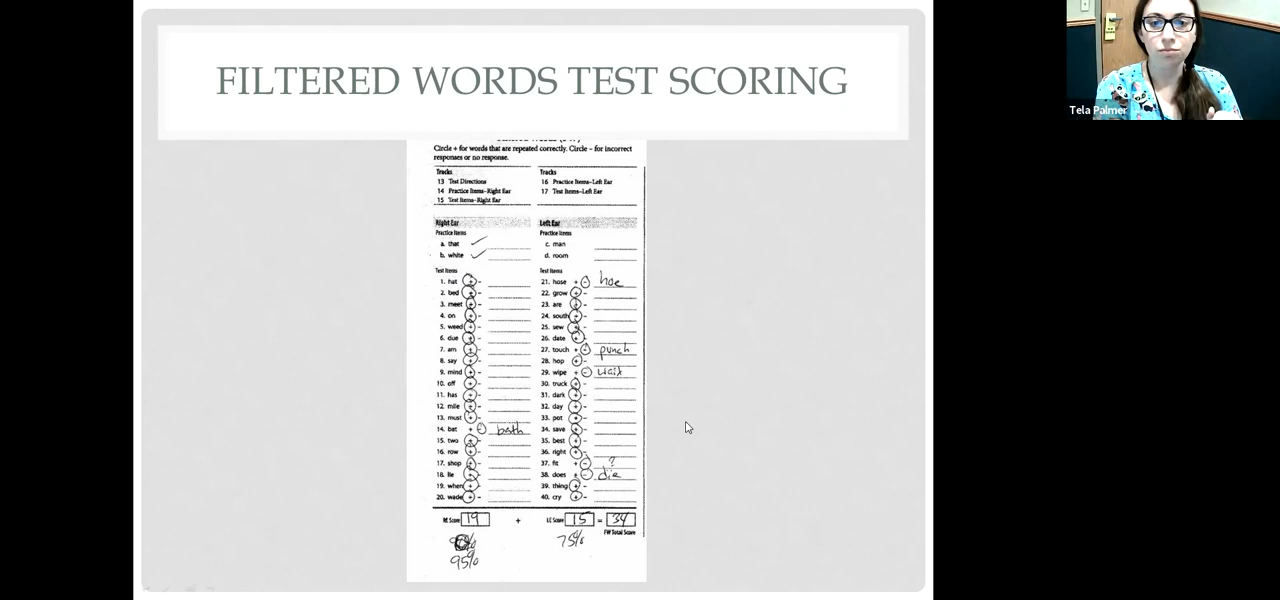 FILTERED WORDS TEST SCORING
Tela Palmer
Circle + for words that are repeated correctly. Circle – for incorrect
responses or no response.
Tracks Tracks
13 Test Directions 16 Practice Items–Left Ear
14 Practice Items–Right Ear 17 Test Items–Left Ear
15 Test Items–Right Ear
Right Ear Left Ear
Practice Items Practice Items
a. that c. man
b. white d. room
Test Items Test Items
1. hat + - 21. hose + - hoe
2. bed + - 22. grow + -
3. meet + - 23. are + -
4. on + - 24. south + -
5. weed + - 25. sew + -
6. due + - 26. date + -
7. am + - 27. touch + - punch
8. say + - 28. hop + -
9. mind + - 29. wipe + - wait
10. off + - 30. truck + -
11. has + - 31. dark + -
12. mile + - 32. day + -
13. must + - 33. pot + -
14. bat + - bath 34. save + -
15. two + - 35. best + -
16. row + - 36. right + -
17. shop + - 37. fit + - ?
18. lie + - 38. does + - die
19. when + - 39. thing + -
20. wade + - 40. cry + -
RE Score 19 + LE Score 15 = 34
FW Total Score
75%
95%